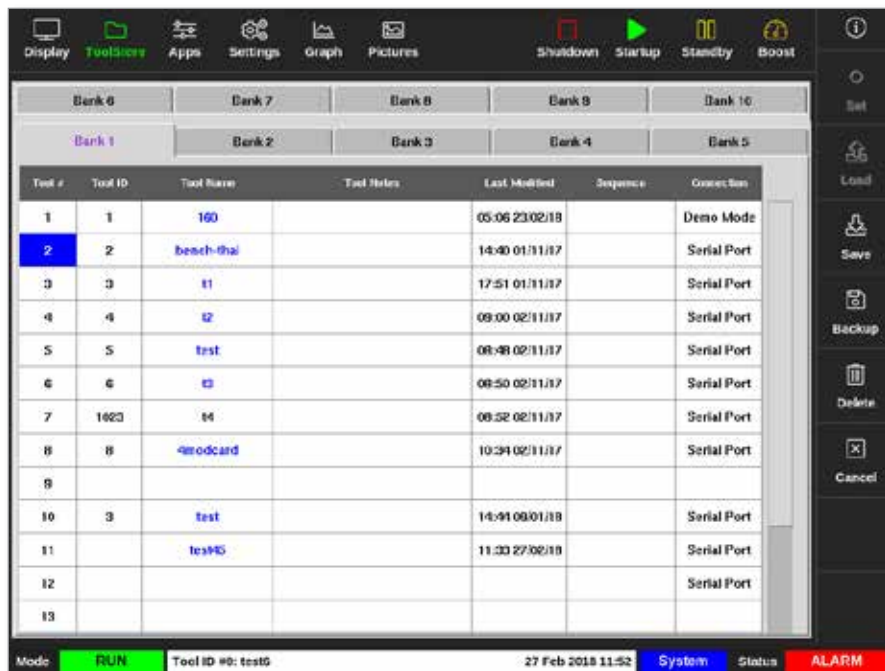 Display ToolStore Apps Settings Graph Pictures Shutdown Startup Standby Boost
Set
Load
Save
Backup
Delete
Cancel
Bank 6 Bank 7 Bank 8 Bank 9 Bank 10
Bank 1 Bank 2 Bank 3 Bank 4 Bank 5
Tool # Tool ID Tool Name Tool Notes Last Modified Sequence Connection
1 1 160 05:06 23/02/18 Demo Mode
2 2 bench-thai 14:40 01/11/17 Serial Port
3 3 t1 17:51 01/11/17 Serial Port
4 4 t2 08:00 02/11/17 Serial Port
5 5 test 08:48 02/11/17 Serial Port
6 6 t3 08:50 02/11/17 Serial Port
7 1623 t4 08:52 02/11/17 Serial Port
8 8 4modcard 10:34 02/11/17 Serial Port
9
10 3 test 14:44 Serial Port
11 test45 11:33 27/02/18 Serial Port
12 Serial Port
13
Mode RUN Tool ID #0: test6 27 Feb 2018 11:52 System Status ALARM